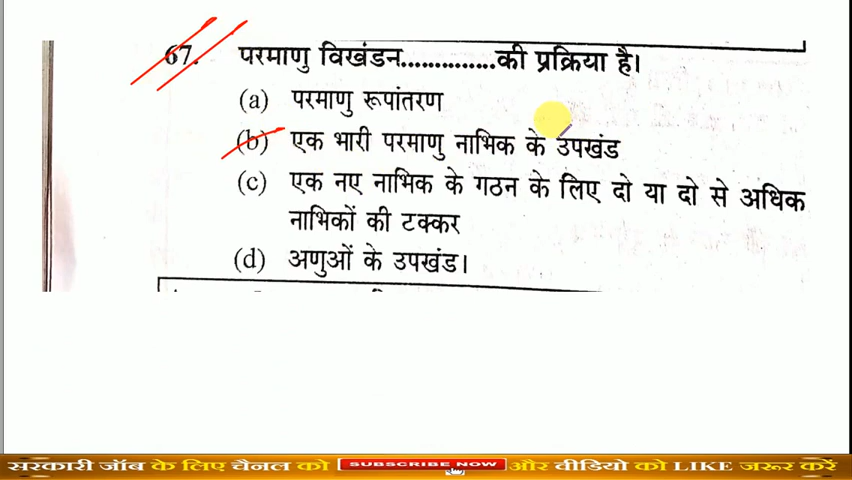 67. परमाणु विखंडन...............की प्रक्रिया है।
(a) परमाणु रूपांतरण
(b) एक भारी परमाणु नाभिक के उपखंड
(c) एक नए नाभिक के गठन के लिए दो या दो से अधिक
नाभिकों की टक्कर
(d) अणुओं के उपखंड।
सरकारी जॉब के लिए चैनल को SUBSCRIBE NOW और वीडियो को LIKE जरूर करें